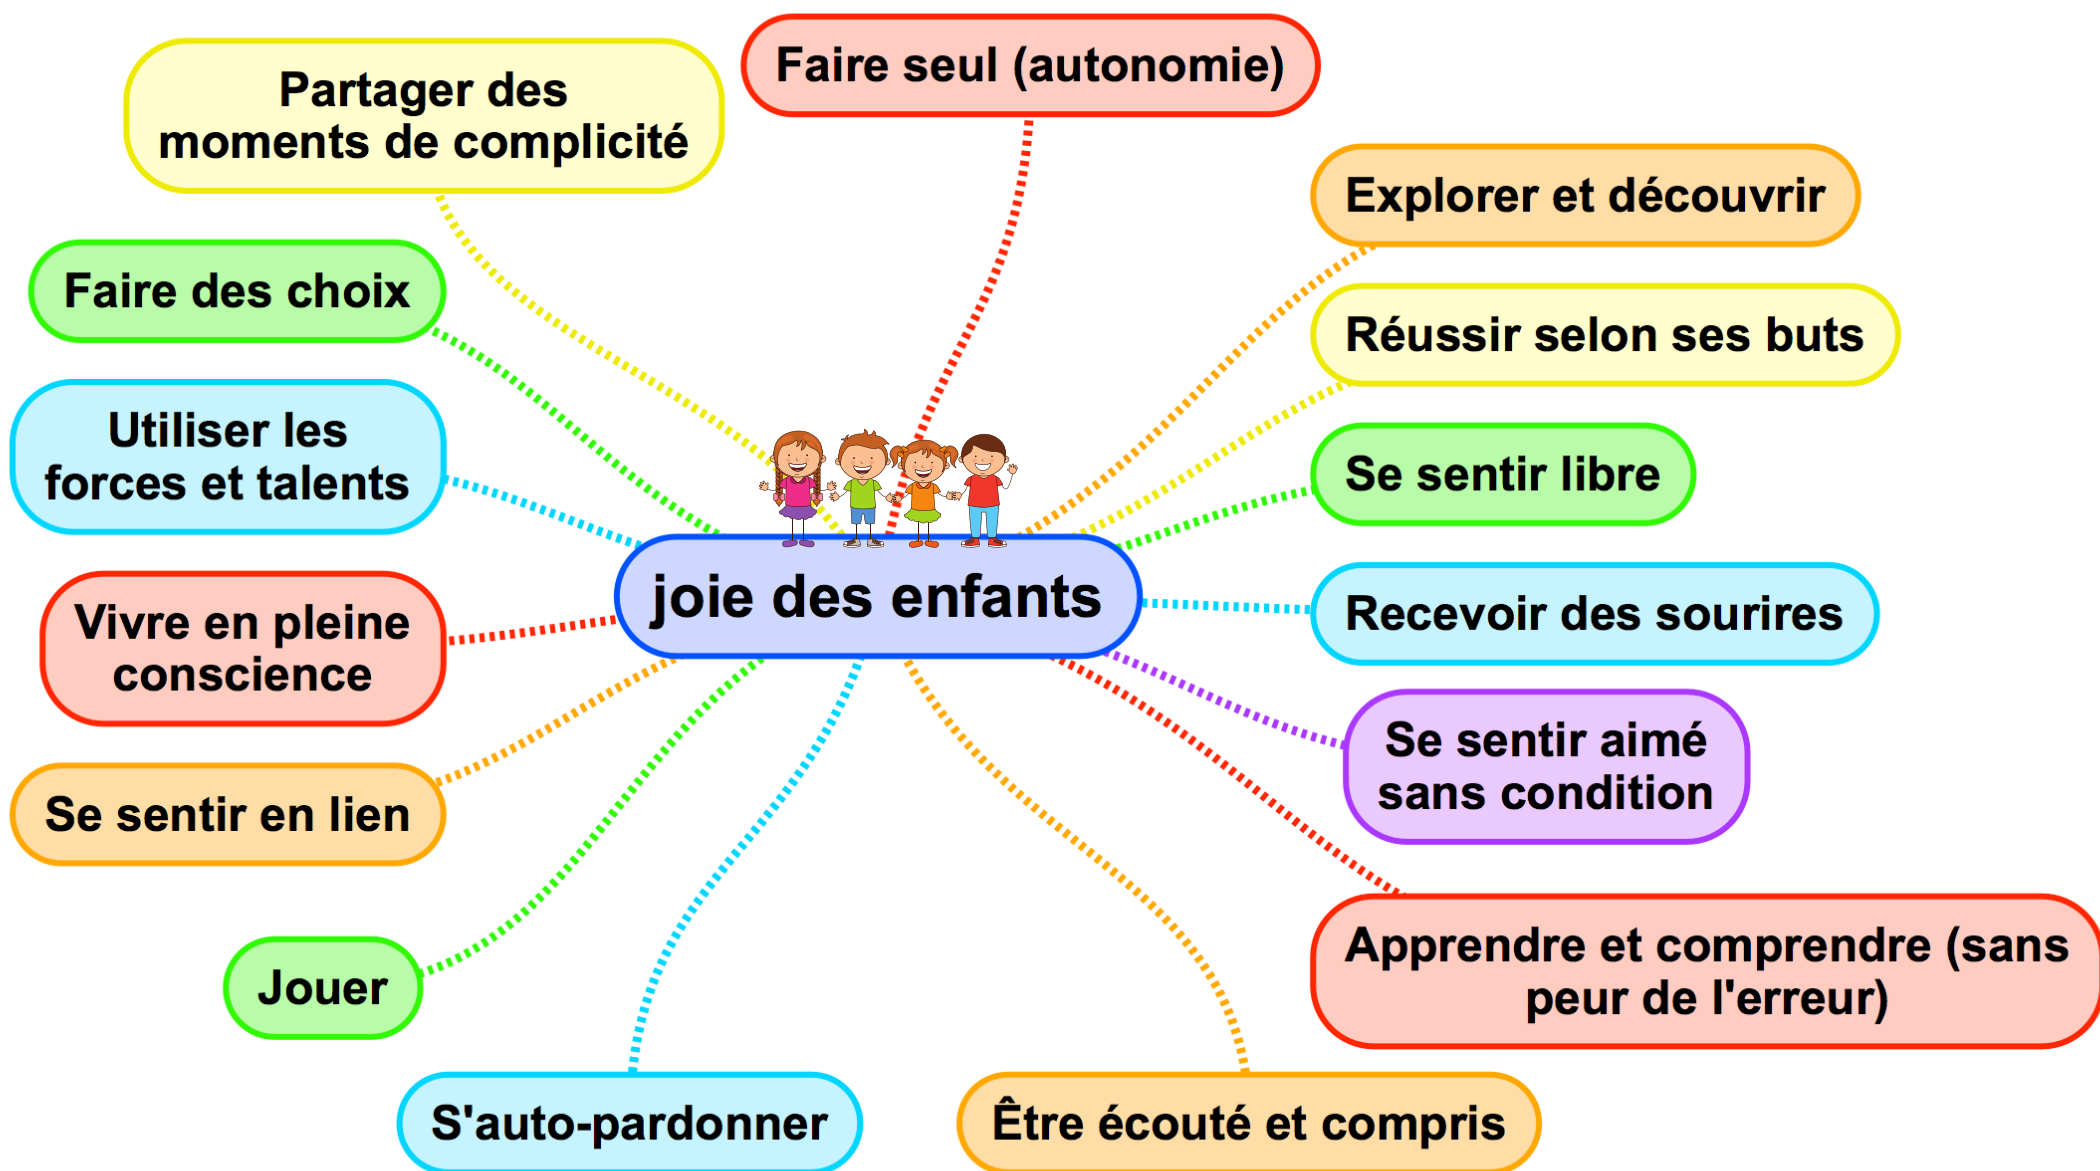 Faire seul (autonomie)
Partager des
moments de complicité
Explorer et découvrir
Faire des choix
Réussir selon ses buts
Utiliser les
forces et talents
Se sentir libre
joie des enfants
Recevoir des sourires
Vivre en pleine
conscience
Se sentir aimé
sans condition
Se sentir en lien
Apprendre et comprendre (sans
peur de l'erreur)
Jouer
S'auto-pardonner
Être écouté et compris